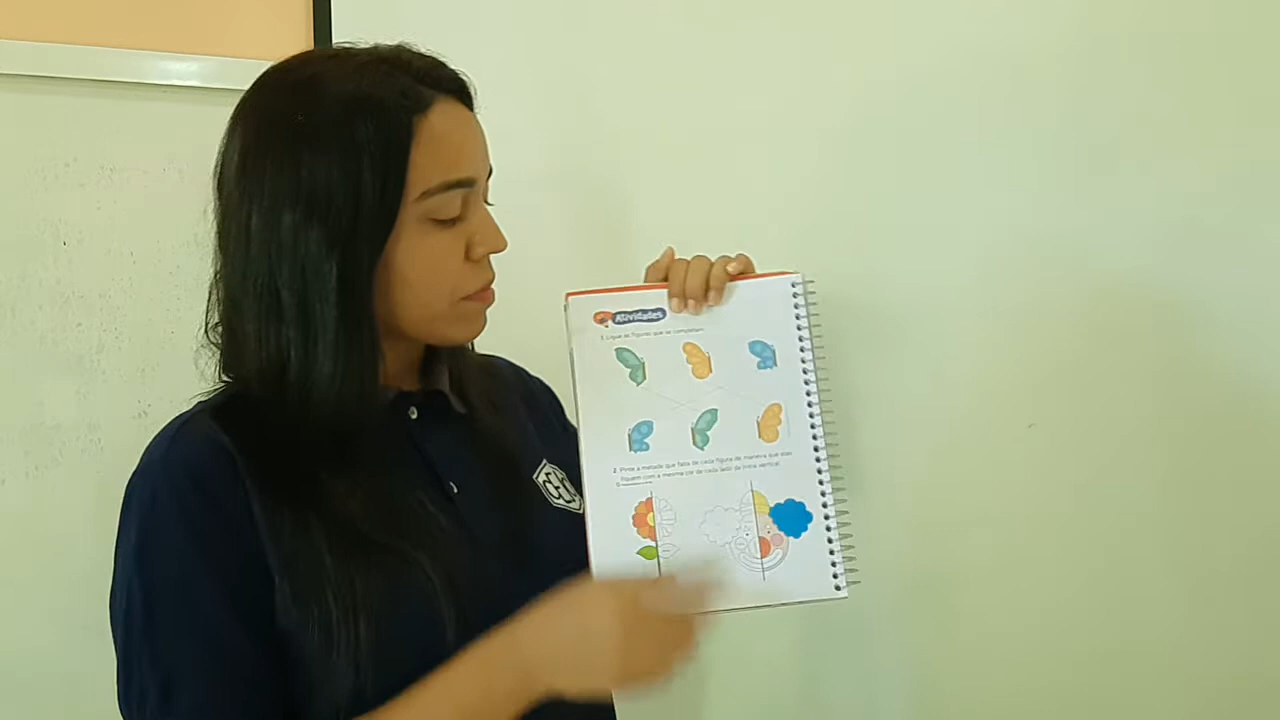 Atividades
1. Ligue as figuras que se completam.
2. Pinte a metade que falta de cada figura de maneira que elas
fiquem com a mesma cor de cada lado da linha vertical.